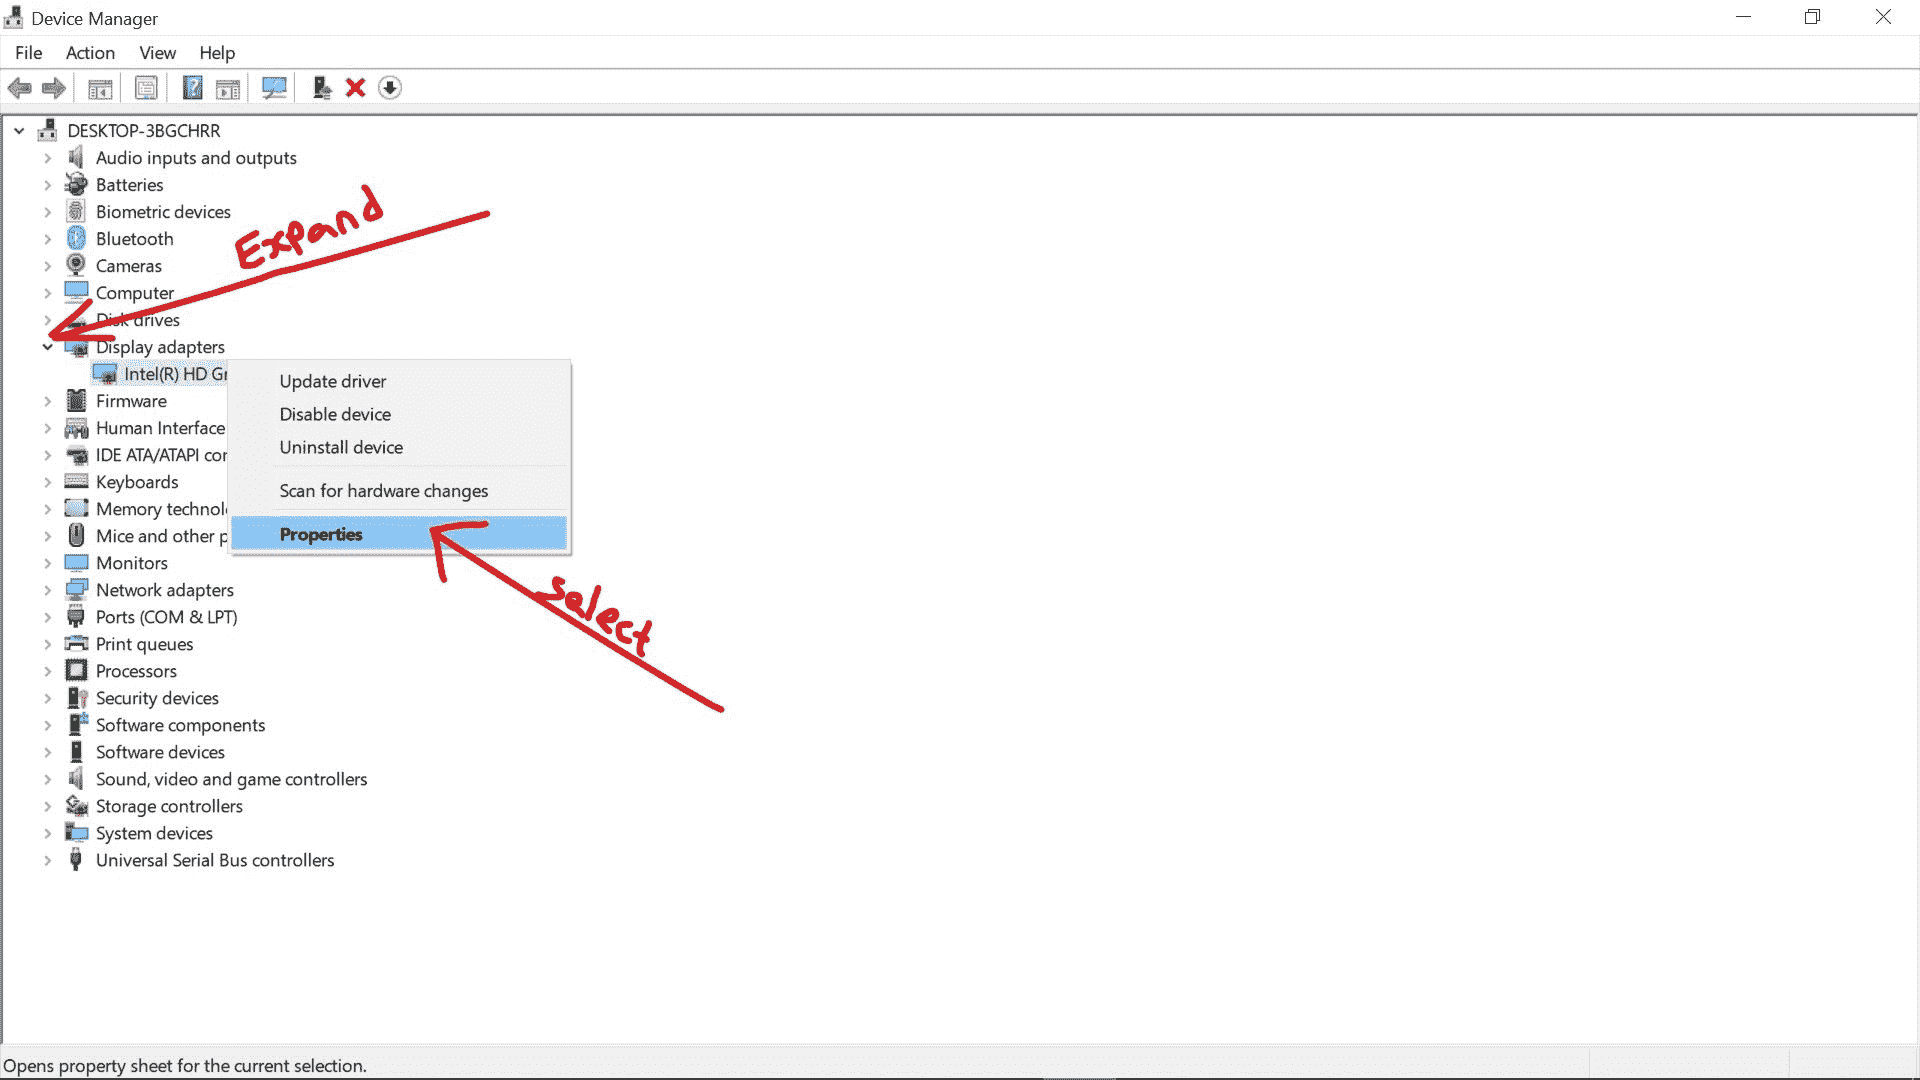 Device Manager
File Action View Help
DESKTOP-3BGCHRR
Audio inputs and outputs
Batteries
Biometric devices
Expand
Bluetooth
Cameras
Computer
Disk drives
Display adapters
Intel(R) HD Gr
Update driver
Disable device
Uninstall device
Scan for hardware changes
Properties
Select
Firmware
Human Interface
IDE ATA/ATAPI con
Keyboards
Memory technol
Mice and other p
Monitors
Network adapters
Ports (COM & LPT)
Print queues
Processors
Security devices
Software components
Software devices
Sound, video and game controllers
Storage controllers
System devices
Universal Serial Bus controllers
Opens property sheet for the current selection.